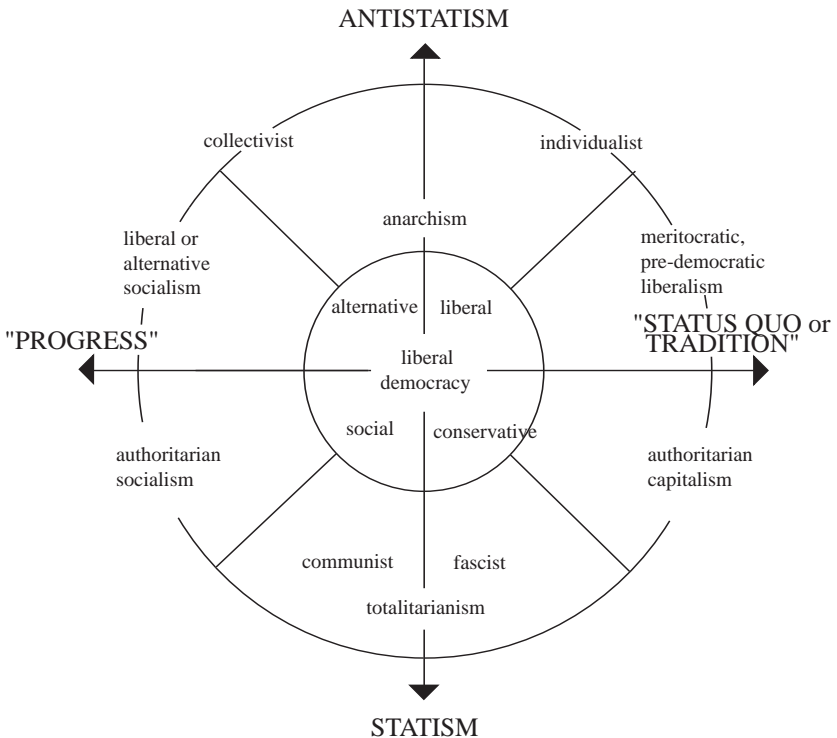 ANTISTATISM
collectivist
individualist
anarchism
liberal or
alternative
socialism
meritocratic,
pre-democratic
liberalism
alternative
liberal
"PROGRESS"
"STATUS QUO or
TRADITION"
liberal
democracy
social
conservative
authoritarian
socialism
authoritarian
capitalism
communist
fascist
totalitarianism
STATISM